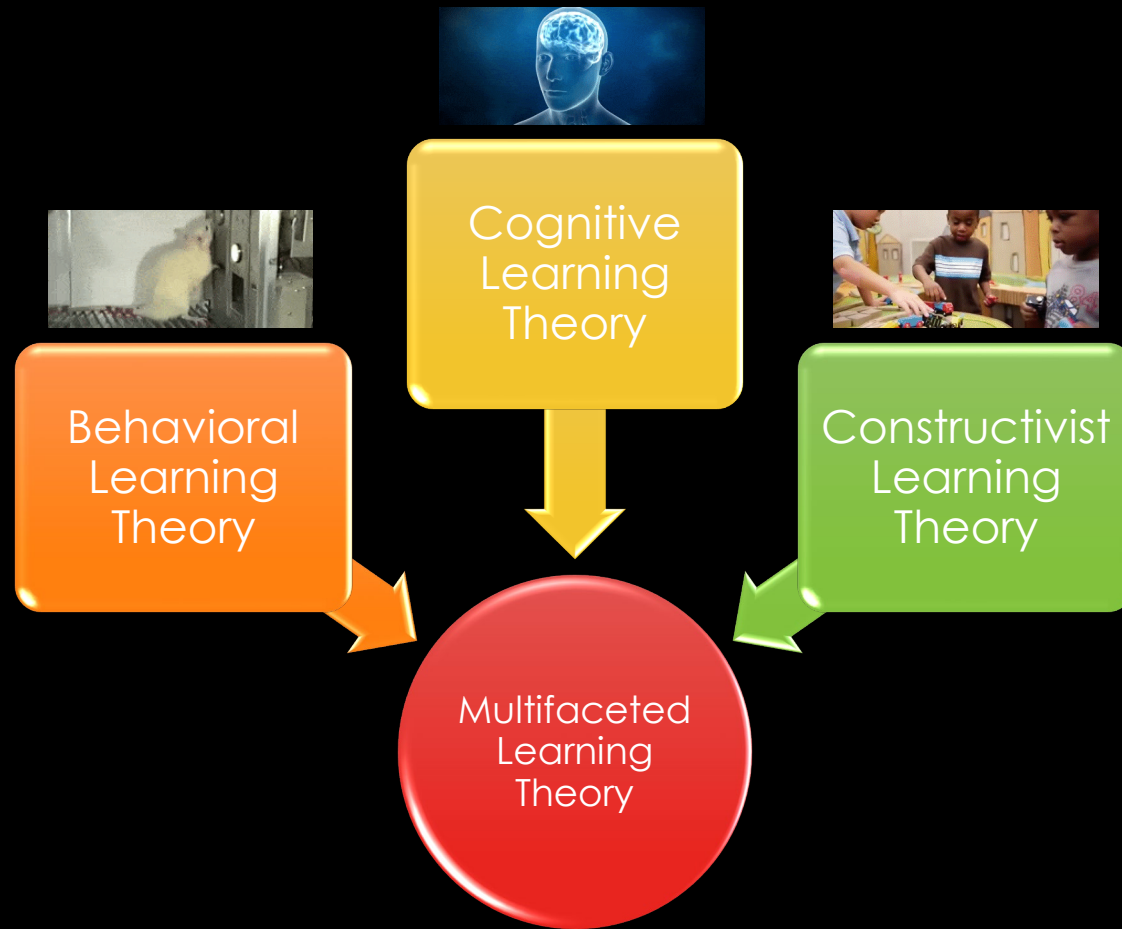 Cognitive
Learning
Theory
Behavioral
Learning
Theory
Constructivist
Learning
Theory
Multifaceted
Learning
Theory